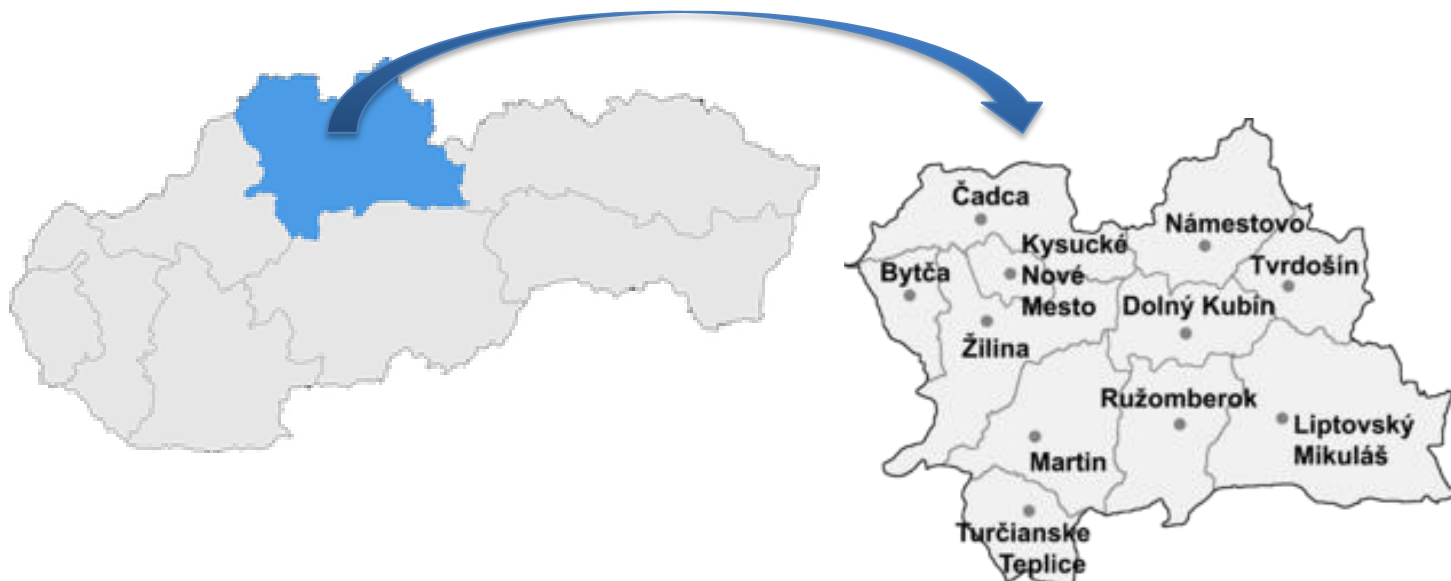 Čadca
Námestovo
Kysucké
Nové
Mesto
Bytča
Tvrdošín
Dolný Kubín
Žilina
Ružomberok
Liptovský
Mikuláš
Martin
Turčianske
Teplice